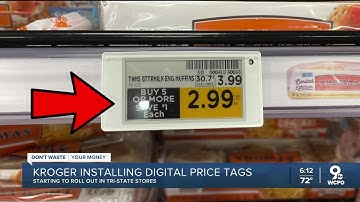 THMS GTTRMILK ENG MUFFINS 30.7¢ 3.99
BUY 5
OR MORE
SAVE $1
Each
2.99
DON'T WASTE YOUR MONEY
KROGER INSTALLING DIGITAL PRICE TAGS
STARTING TO ROLL OUT IN TRI-STATE STORES
6:12
72°
9
WCPO